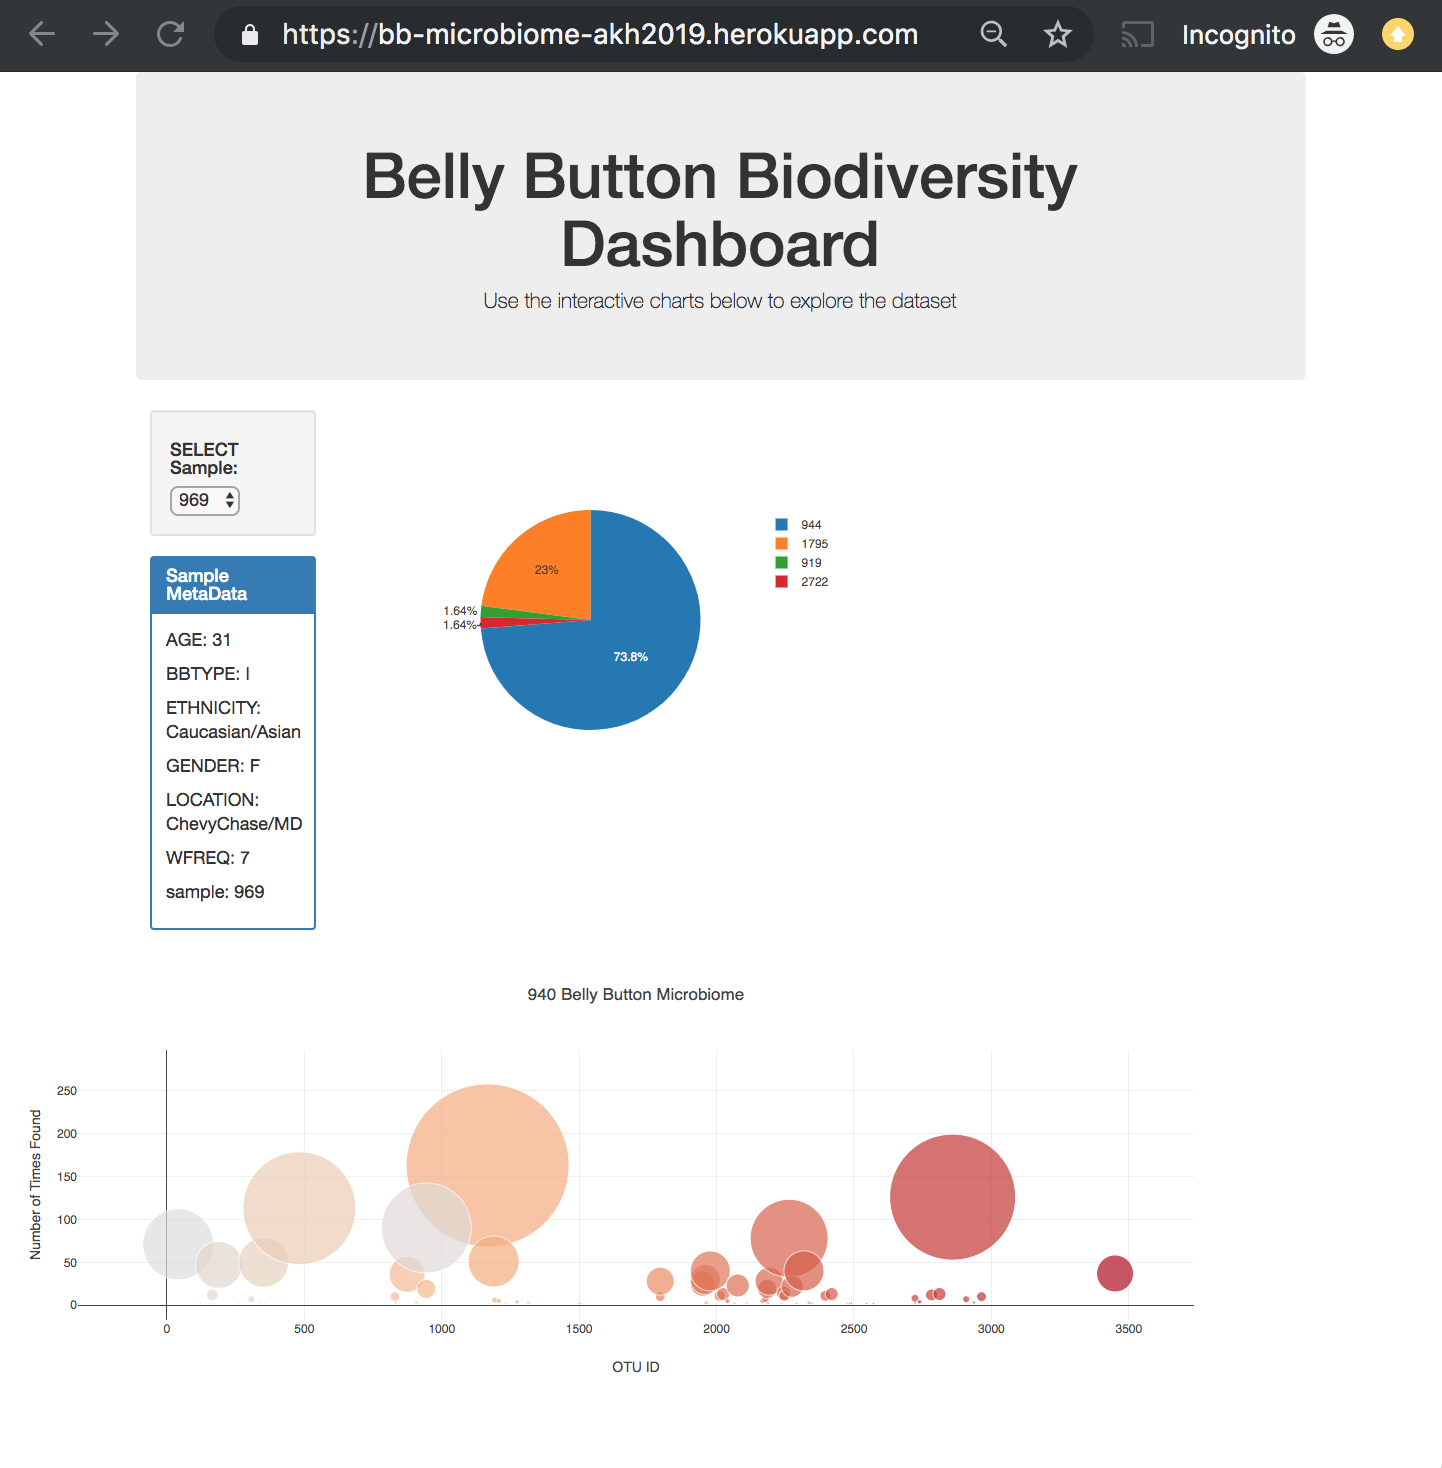 https://bb-microbiome-akh2019.herokuapp.com
Incognito
Belly Button Biodiversity
Dashboard
Use the interactive charts below to explore the dataset
SELECT
Sample:
969
Sample
MetaData
AGE: 31
BBTYPE: I
ETHNICITY:
Caucasian/Asian
GENDER: F
LOCATION:
ChevyChase/MD
WFREQ: 7
sample: 969
23%
1.64%
1.64%
73.8%
944
1795
919
2722
940 Belly Button Microbiome
Number of Times Found
250
200
150
100
50
0
0 500 1000 1500 2000 2500 3000 3500
OTU ID